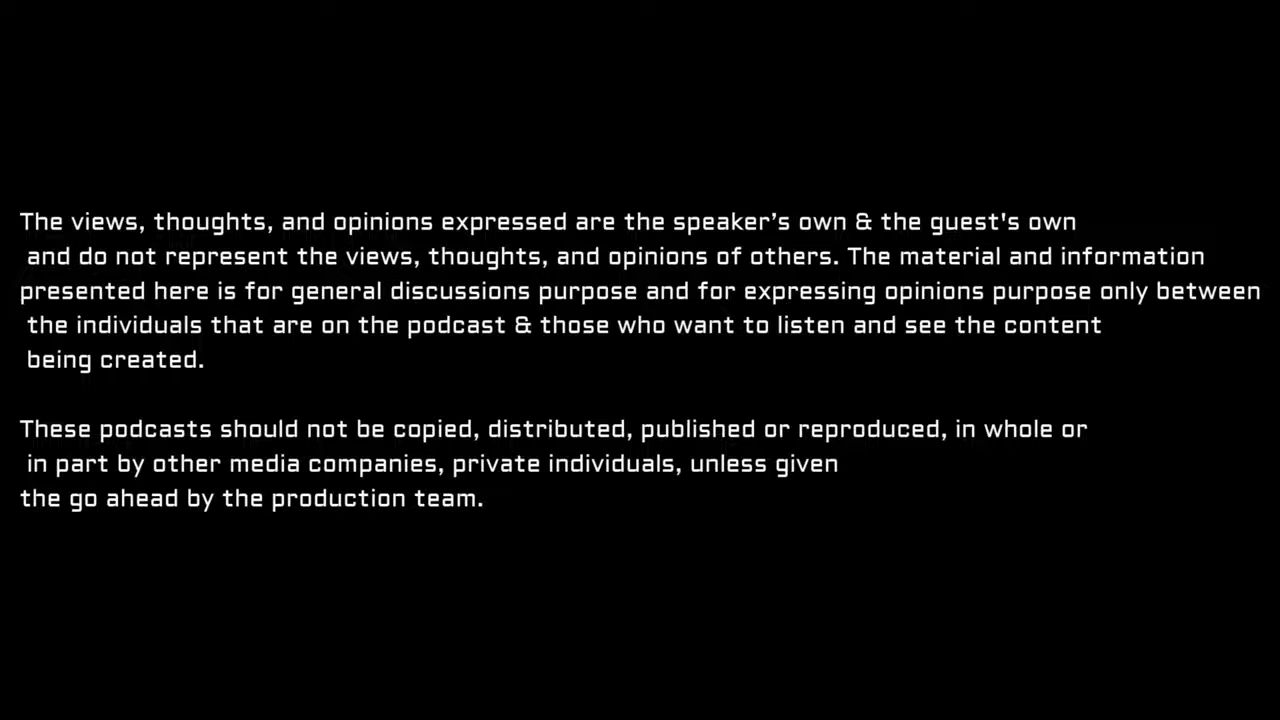 The views, thoughts, and opinions expressed are the speaker’s own & the guest's own
and do not represent the views, thoughts, and opinions of others. The material and information
presented here is for general discussions purpose and for expressing opinions purpose only between
the individuals that are on the podcast & those who want to listen and see the content
being created.

These podcasts should not be copied, distributed, published or reproduced, in whole or
in part by other media companies, private individuals, unless given
the go ahead by the production team.